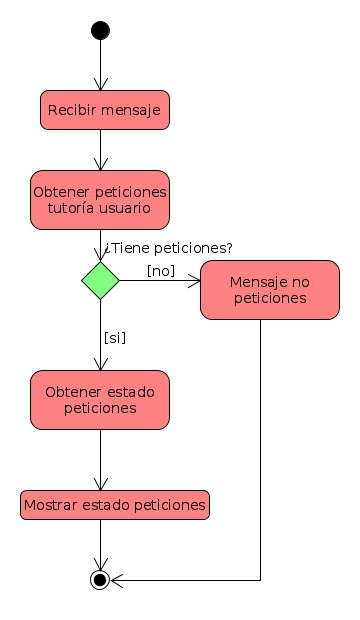 Recibir mensaje
Obtener peticiones
tutoría usuario
¿Tiene peticiones?
[no]
Mensaje no
peticiones
[si]
Obtener estado
peticiones
Mostrar estado peticiones